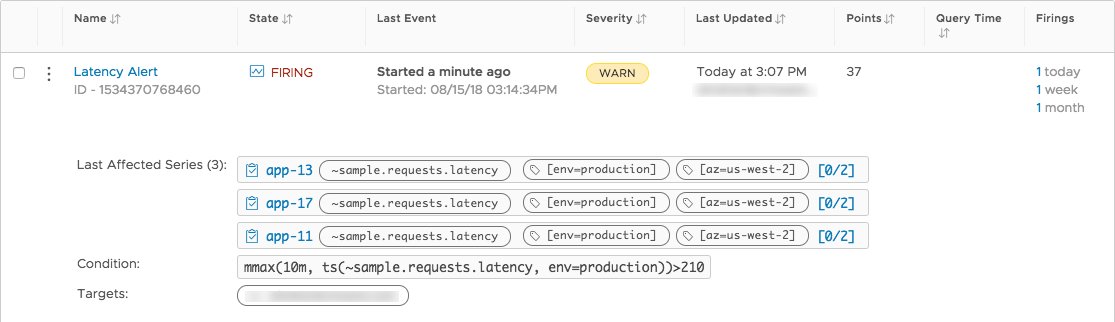 Name State Last Event Severity Last Updated Points Query Time Firings
Latency Alert FIRING Started a minute ago WARN Today at 3:07 PM 37 1 today
ID - 1534370768460 Started: 08/15/18 03:14:34PM 1 week
1 month
Last Affected Series (3): app-13 ~sample.requests.latency [env=production] [az=us-west-2] [0/2]
app-17 ~sample.requests.latency [env=production] [az=us-west-2] [0/2]
app-11 ~sample.requests.latency [env=production] [az=us-west-2] [0/2]
Condition: mmax(10m, ts(~sample.requests.latency, env=production))>210
Targets: